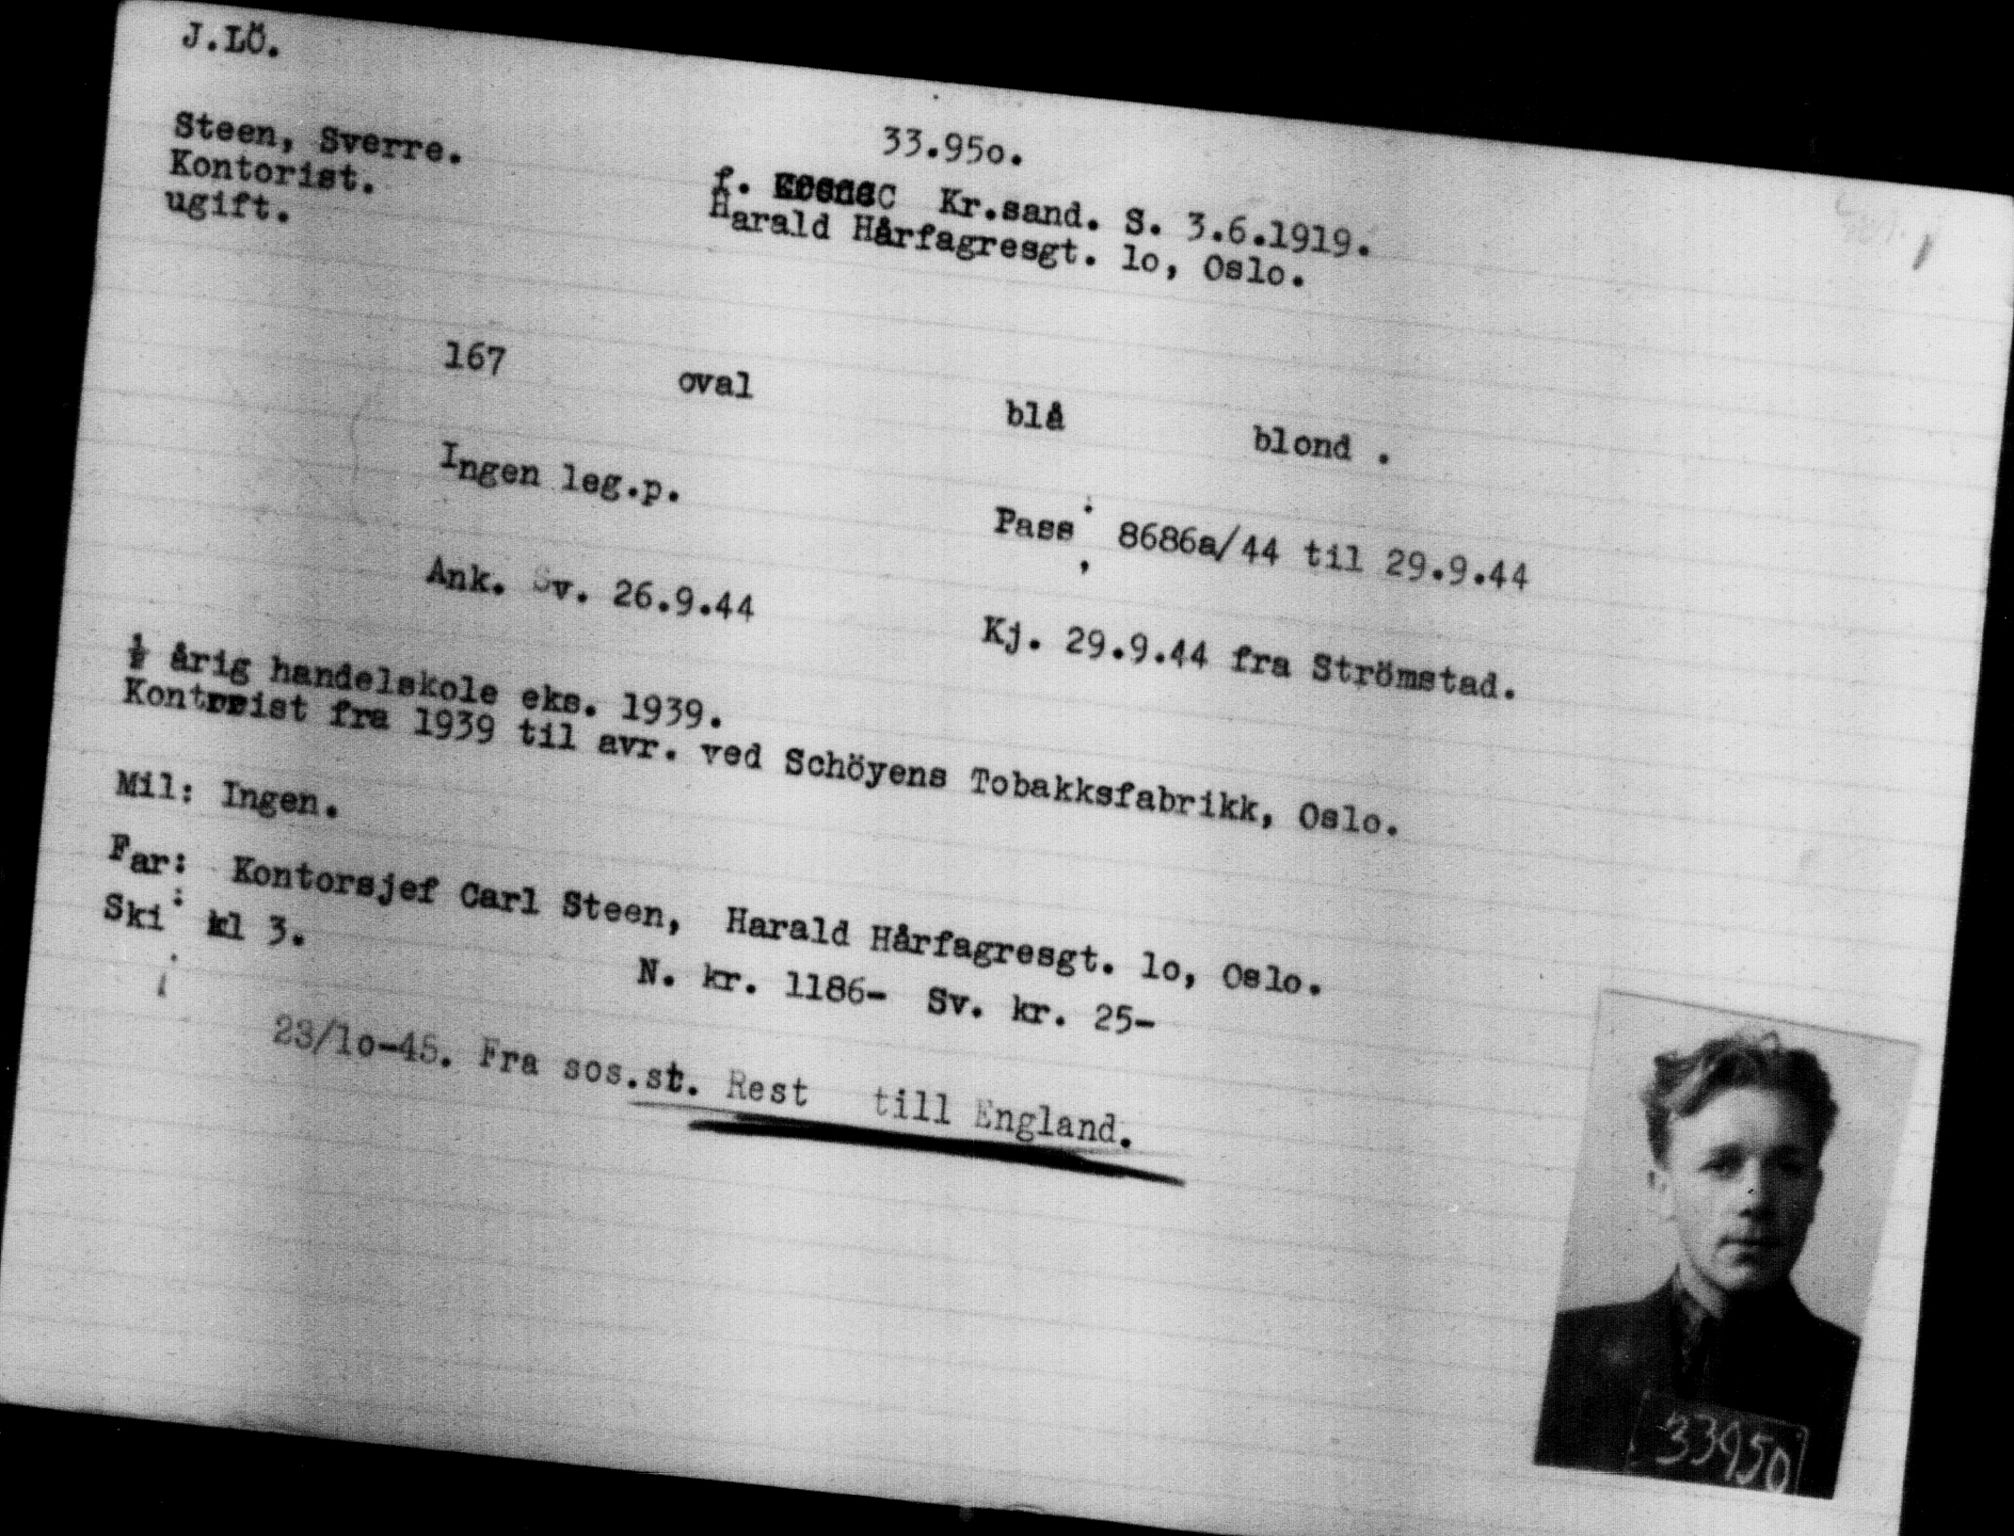 J.LÖ.
Steen, Sverre. 33.95o.
Kontorist. f. Kr.sand. S. 3.6.1919.
ugift. Harald Hårfagresgt. lo, Oslo.
167 oval blå blond .
Ingen leg.p. Pass: 8686a/44 til 29.9.44
Ank. Sv. 26.9.44 Kj. 29.9.44 fra Strömstad.
½ årig handelskole eks. 1939.
Kontorist fra 1939 til avr. ved Schöyens Tobakksfabrikk, Oslo.
Mil: Ingen.
Far: Kontorsjef Carl Steen, Harald Hårfagresgt. lo, Oslo.
Ski: kl 3.
N. kr. 1186- Sv. kr. 25-
23/lo-45. Fra sos.st. Rest till England.
33950